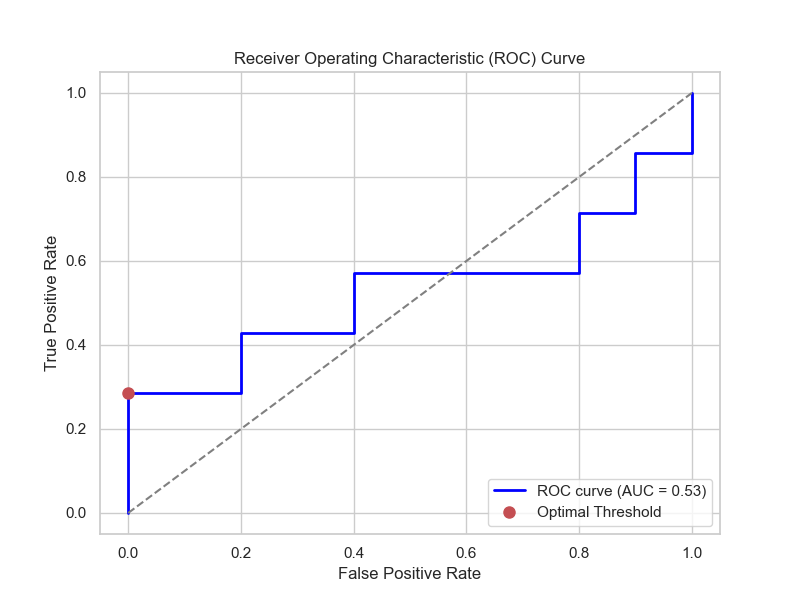 Receiver Operating Characteristic (ROC) Curve
1.0
0.8
0.6
0.4
0.2
0.0
True Positive Rate
0.0 0.2 0.4 0.6 0.8 1.0
False Positive Rate
ROC curve (AUC = 0.53)
Optimal Threshold